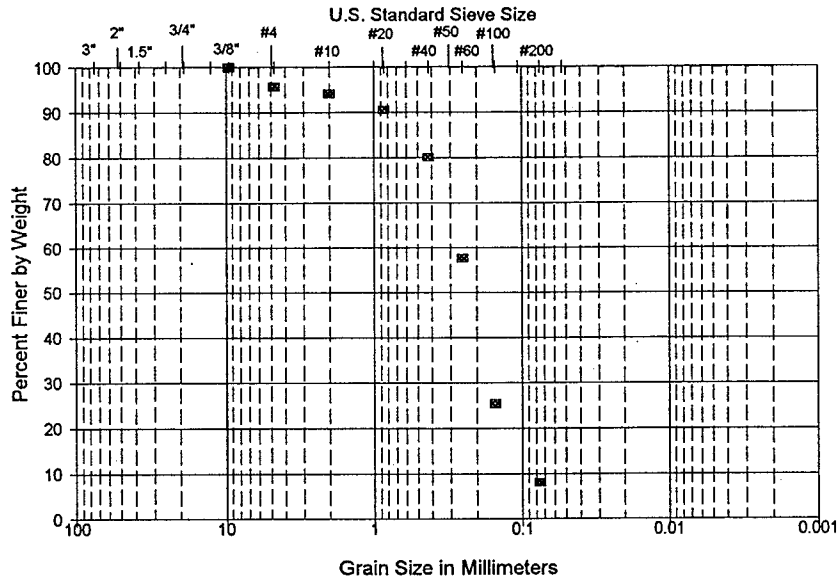 U.S. Standard Sieve Size
3" 2" 1.5" 3/4" 3/8" #4 #10 #20 #40 #50 #60 #100 #200
100
90
80
70
60
50
40
30
20
10
0
Percent Finer by Weight
100 10 1 0.1 0.01 0.001
Grain Size in Millimeters